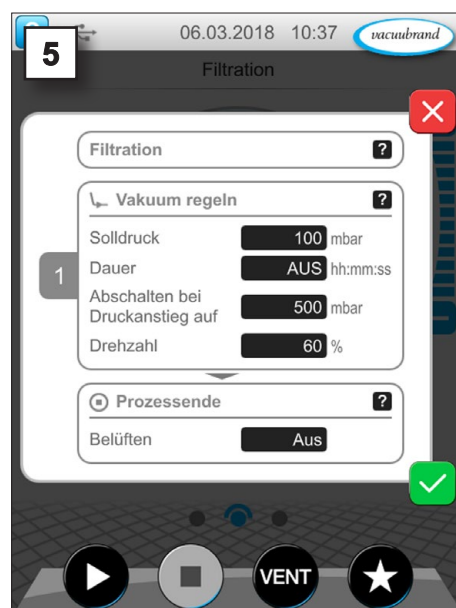 5
06.03.2018 10:37 vacuubrand
Filtration
Filtration ?
Vakuum regeln ?
1
Solldruck 100 mbar
Dauer AUS hh:mm:ss
Abschalten bei
Druckanstieg auf 500 mbar
Drehzahl 60 %
Prozessende ?
Belüften Aus
VENT